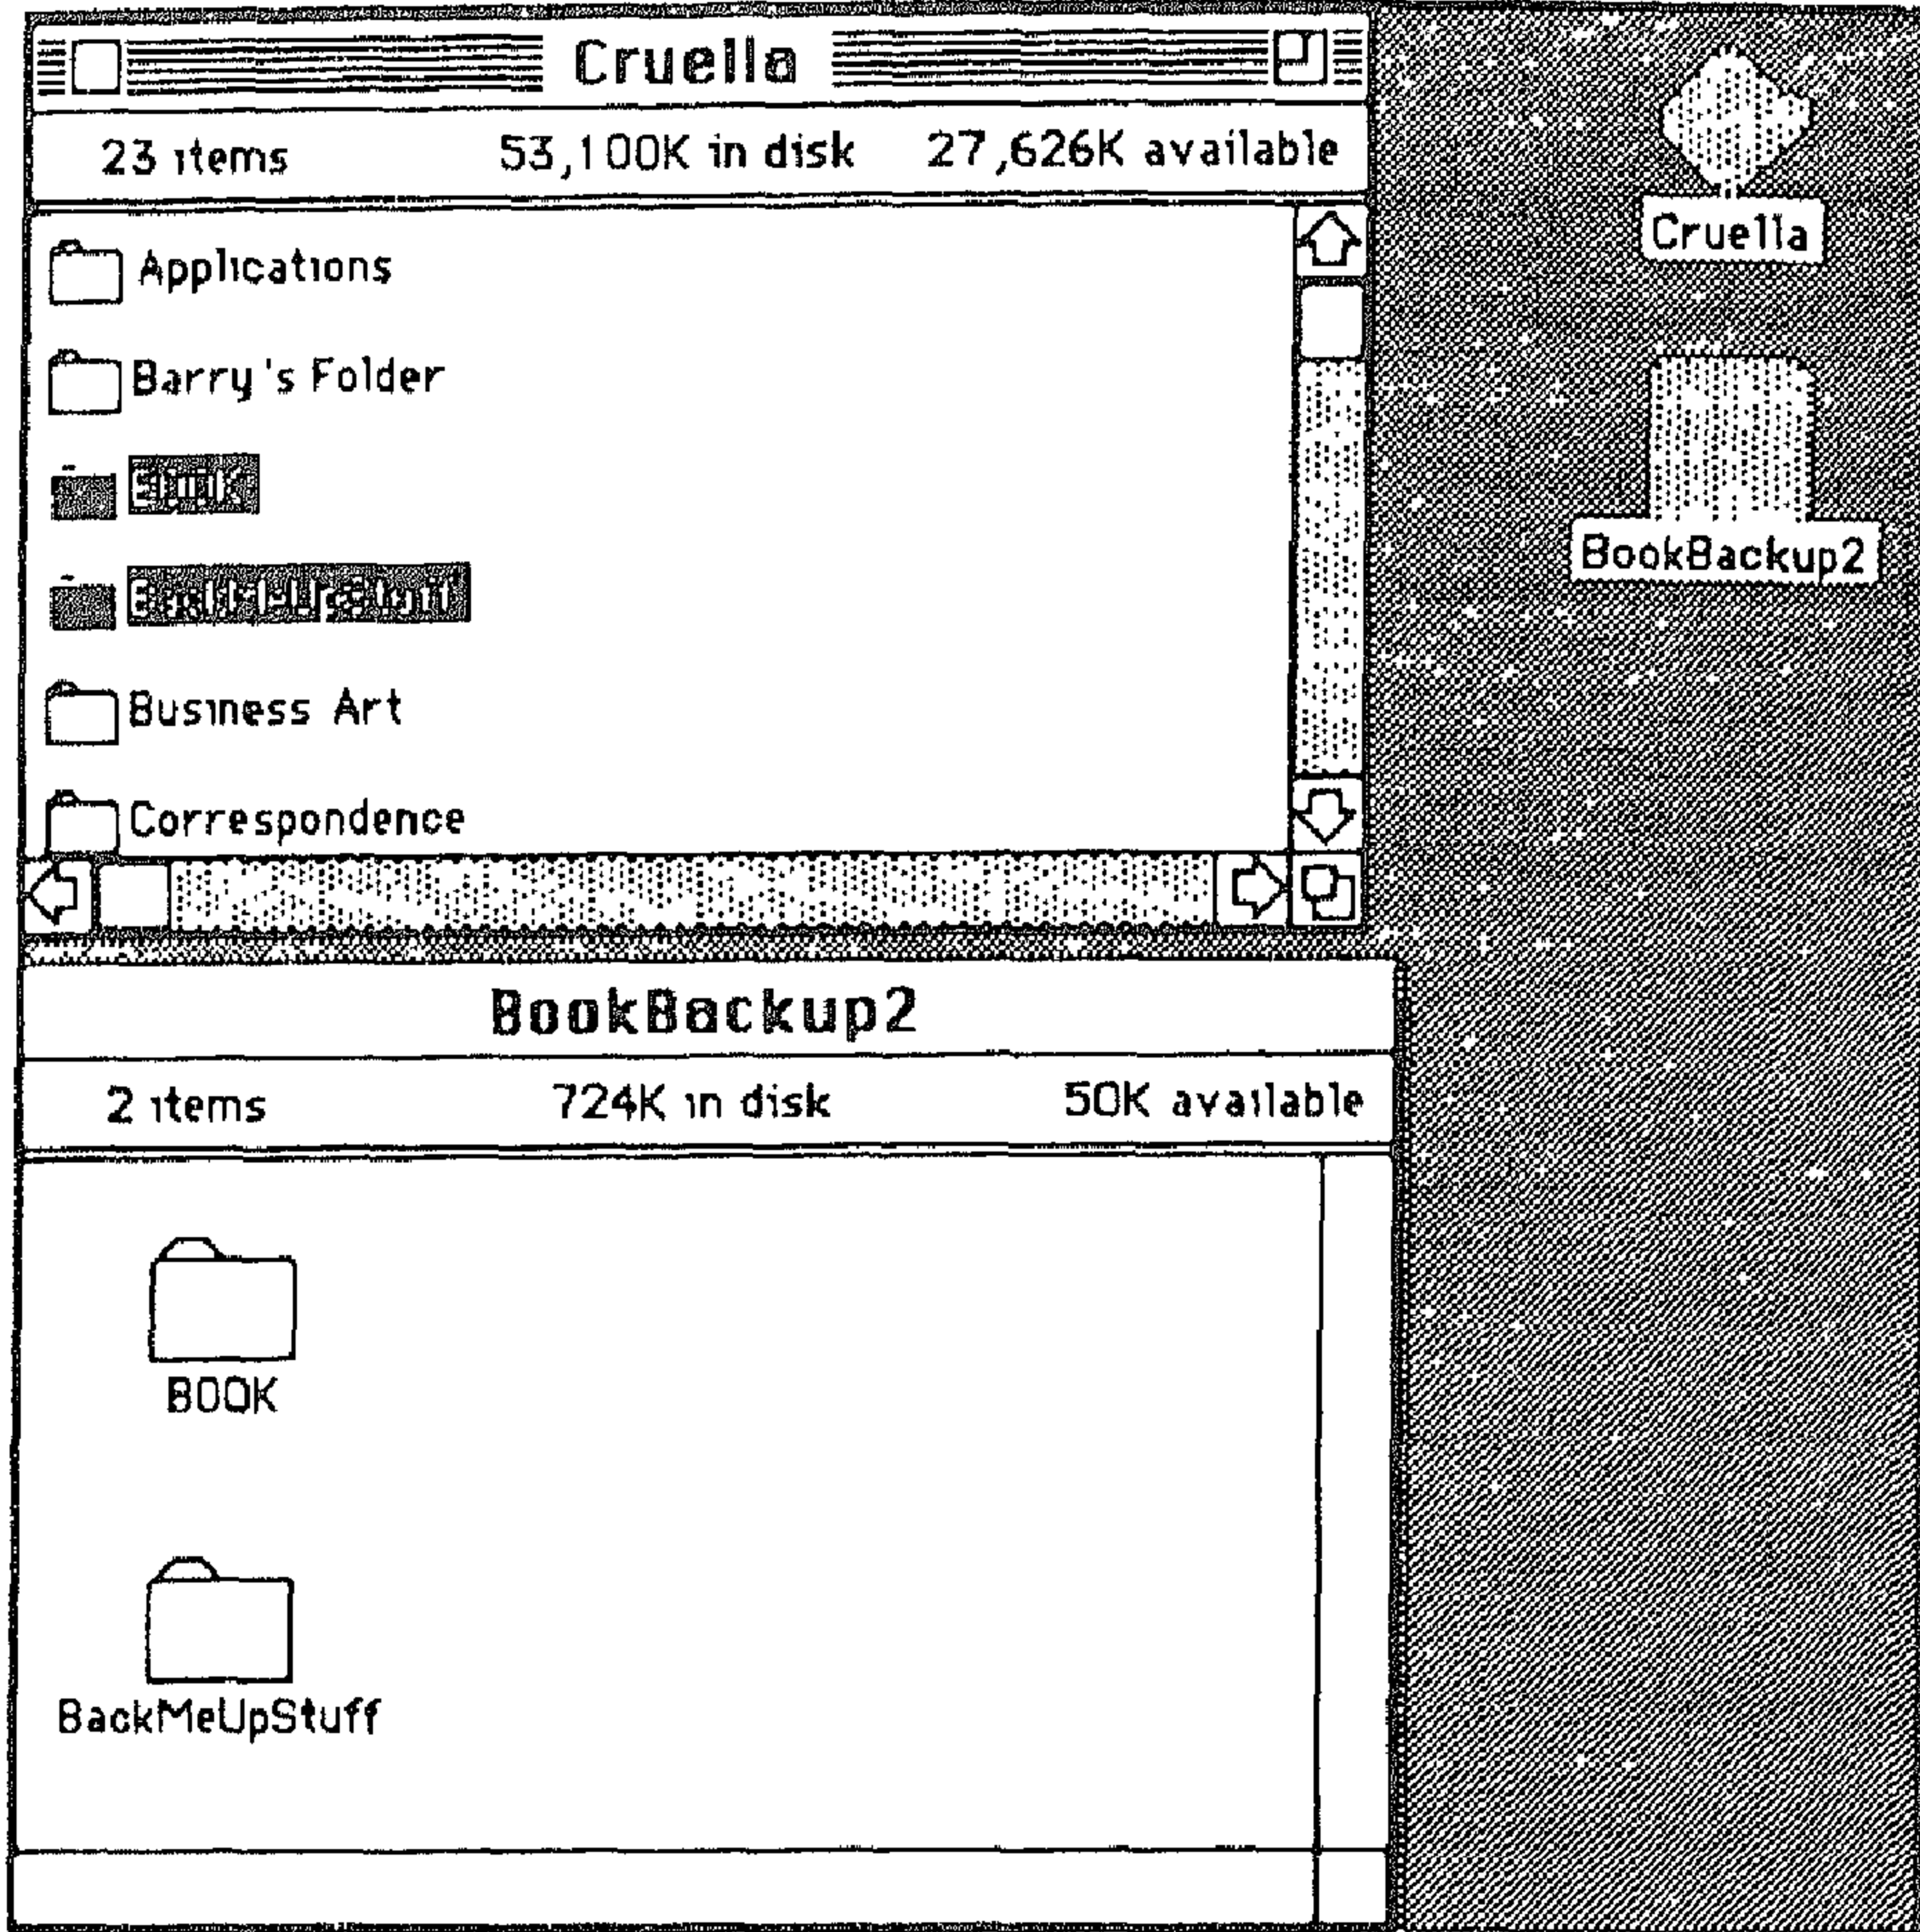 Cruella
23 items 53,100K in disk 27,626K available
Applications
Barry's Folder
BackMeUpStuff
Business Art
Correspondence
Cruella
BookBackup2
BookBackup2
2 items 724K in disk 50K available
BOOK
BackMeUpStuff